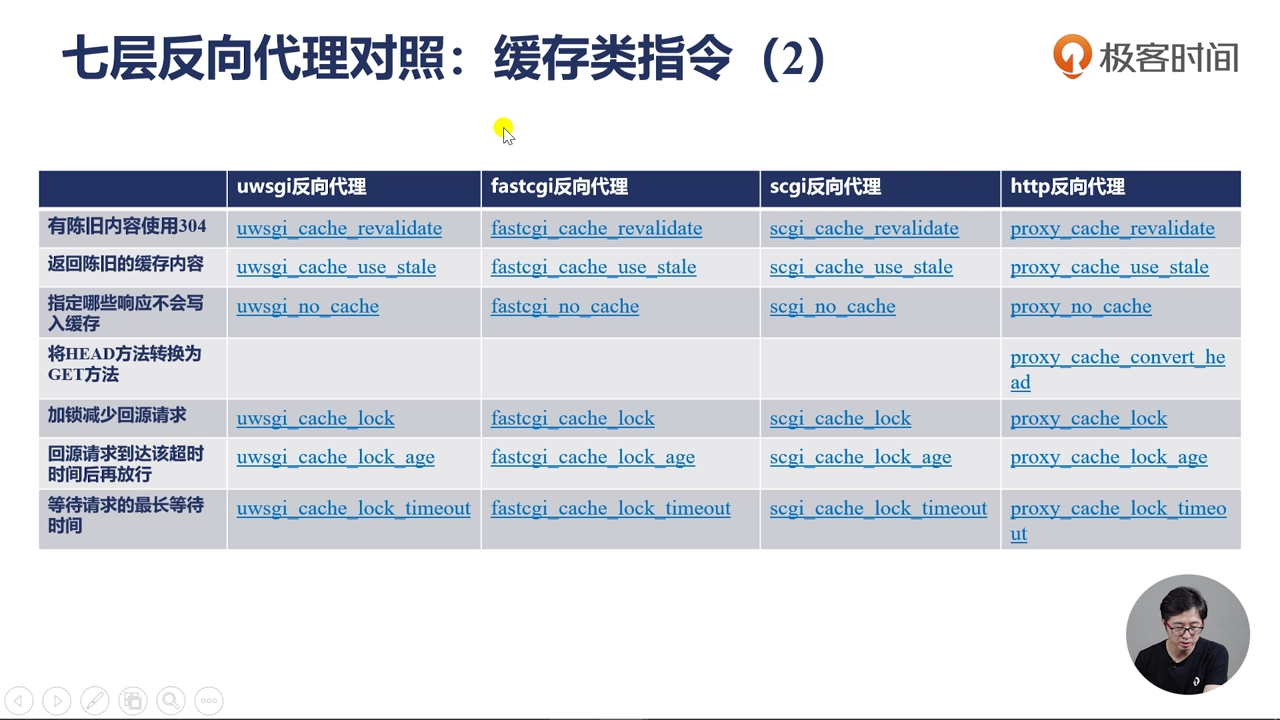 七层反向代理对照：缓存类指令（2）
极客时间
uwsgi反向代理 fastcgi反向代理 scgi反向代理 http反向代理
有陈旧内容使用304 uwsgi_cache_revalidate fastcgi_cache_revalidate scgi_cache_revalidate proxy_cache_revalidate
返回陈旧的缓存内容 uwsgi_cache_use_stale fastcgi_cache_use_stale scgi_cache_use_stale proxy_cache_use_stale
指定哪些响应不会写 uwsgi_no_cache fastcgi_no_cache scgi_no_cache proxy_no_cache
入缓存
将HEAD方法转换为 proxy_cache_convert_he
GET方法 ad
加锁减少回源请求 uwsgi_cache_lock fastcgi_cache_lock scgi_cache_lock proxy_cache_lock
回源请求到达该超时 uwsgi_cache_lock_age fastcgi_cache_lock_age scgi_cache_lock_age proxy_cache_lock_age
时间后再放行
等待请求的最长等待 uwsgi_cache_lock_timeout fastcgi_cache_lock_timeout scgi_cache_lock_timeout proxy_cache_lock_timeo
时间 ut